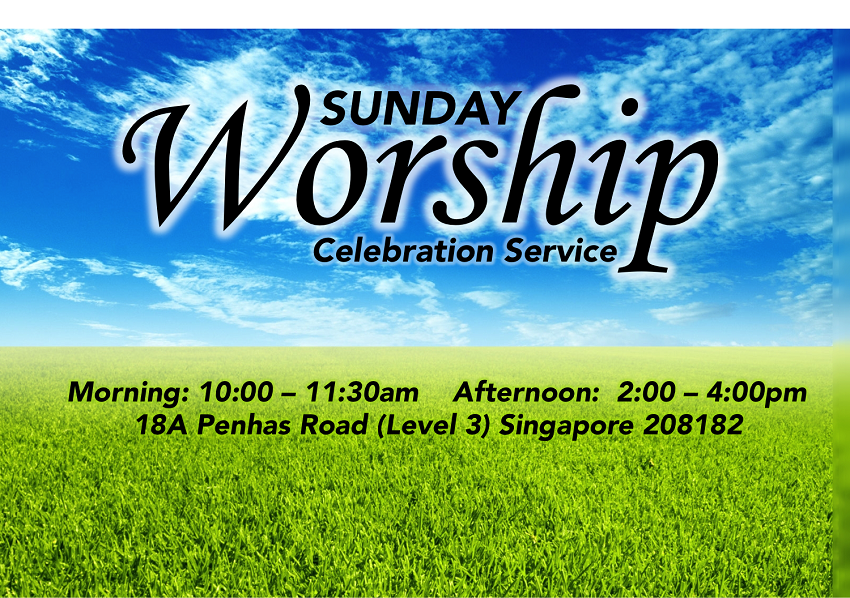 SUNDAY
Worship
Celebration Service
Morning: 10:00 – 11:30am Afternoon: 2:00 – 4:00pm
18A Penhas Road (Level 3) Singapore 208182